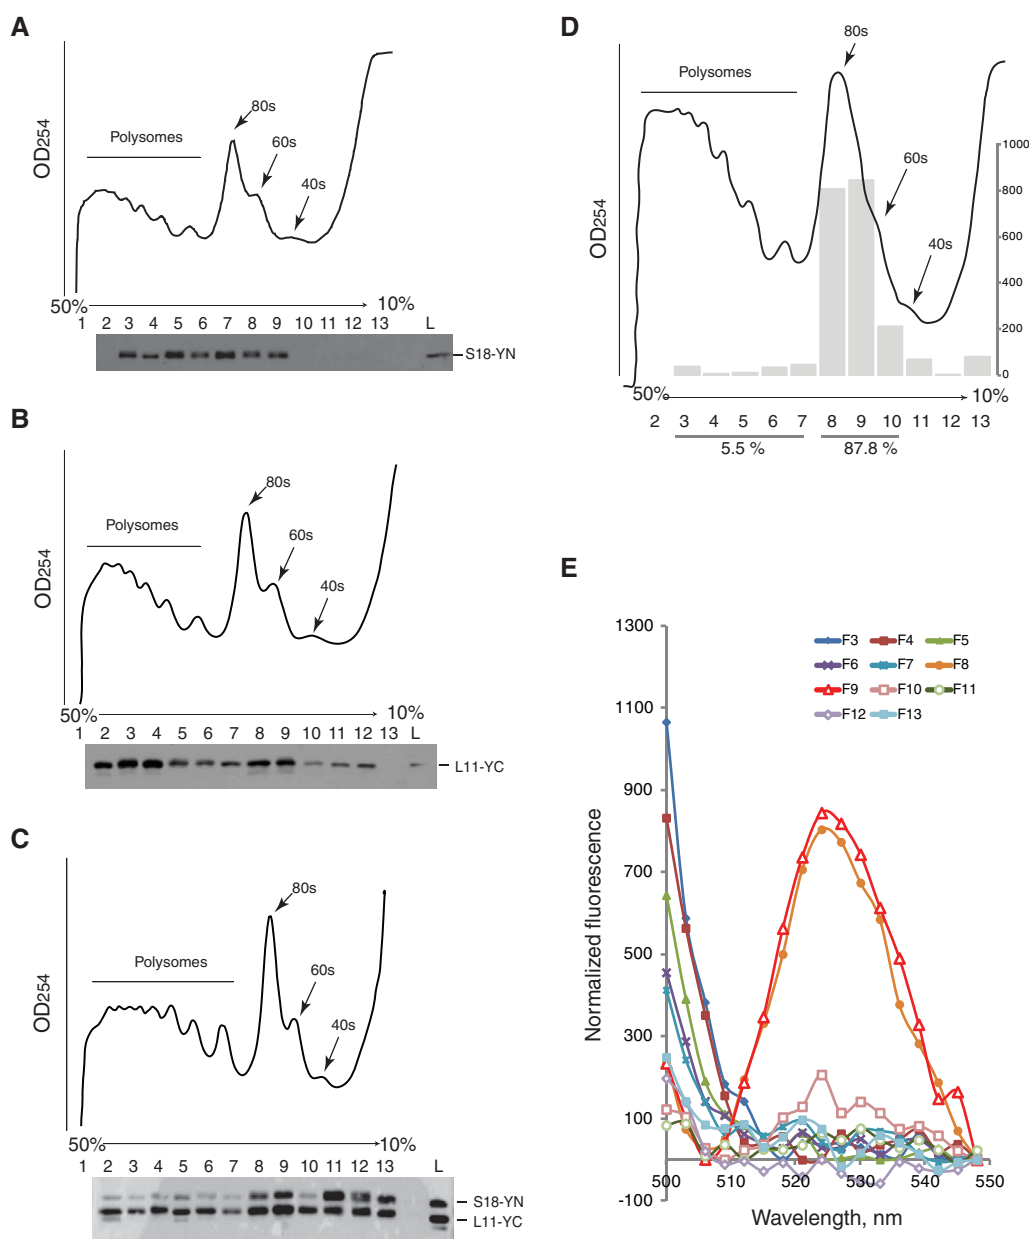 A
OD254
Polysomes
80s
60s
40s
50% 10%
1 2 3 4 5 6 7 8 9 10 11 12 13 L
S18-YN
B
OD254
Polysomes
80s
60s
40s
50% 10%
1 2 3 4 5 6 7 8 9 10 11 12 13 L
L11-YC
C
OD254
Polysomes
80s
60s
40s
50% 10%
1 2 3 4 5 6 7 8 9 10 11 12 13 L
S18-YN
L11-YC
D
OD254
Polysomes
80s
60s
40s
1000
800
600
400
200
0
50% 10%
2 3 4 5 6 7 8 9 10 11 12 13
5.5 % 87.8 %
E
Normalized fluorescence
1300
1100
900
700
500
300
100
-100
F3 F4 F5
F6 F7 F8
F9 F10 F11
F12 F13
500 510 520 530 540 550
Wavelength, nm